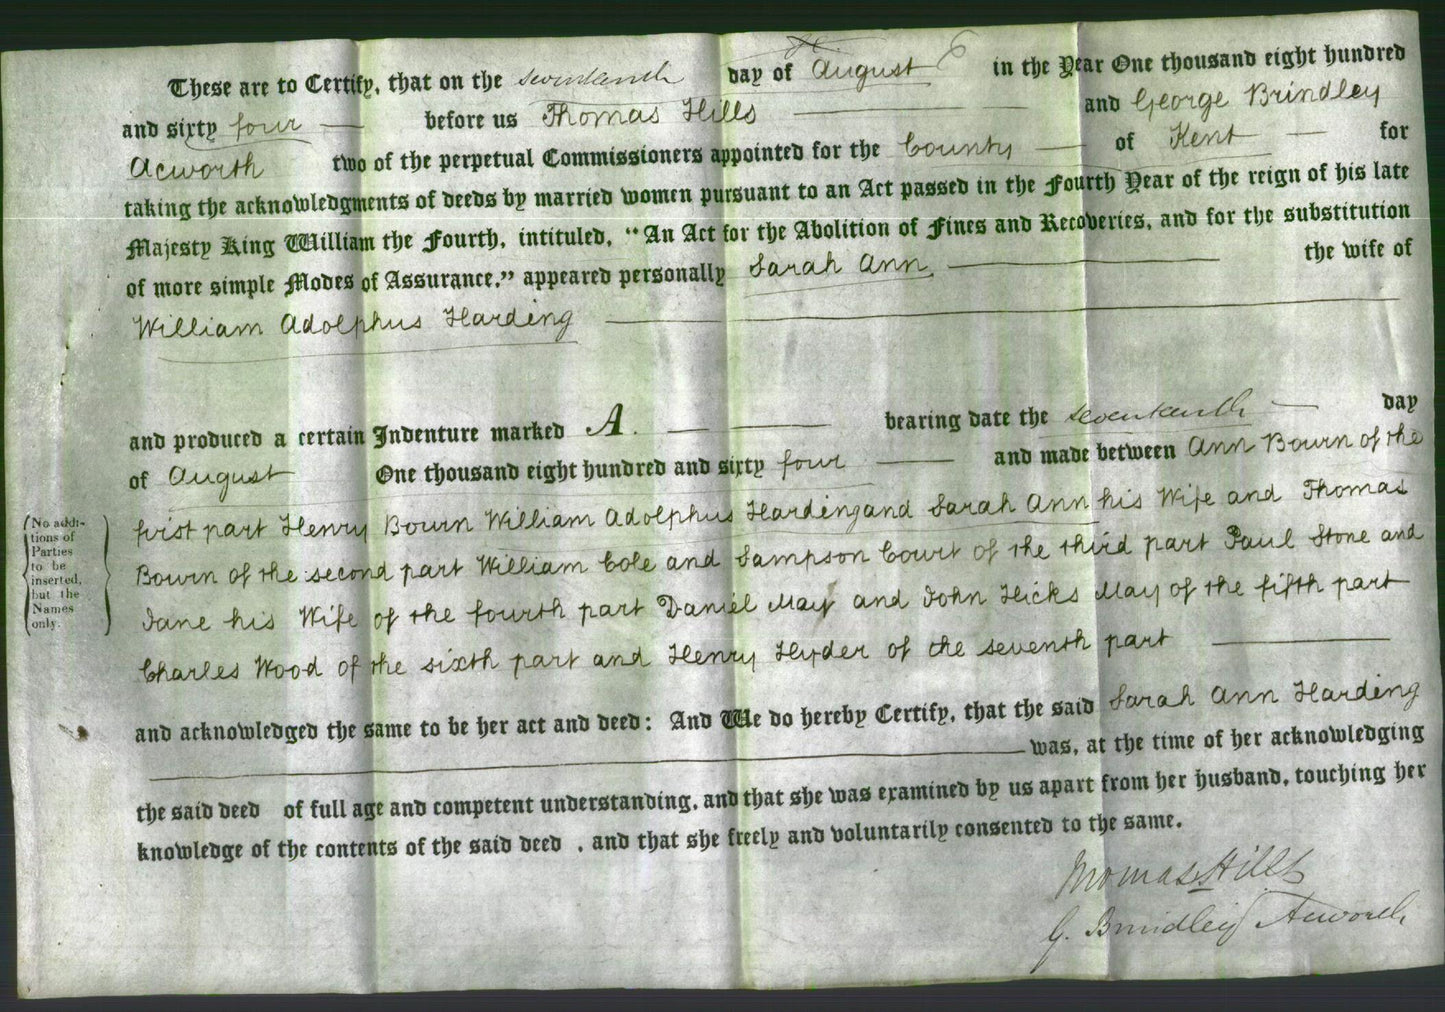 These are to Certify, that on the seventeenth day of August 6 in the Year One thousand eight hundred
and sixty four before us Thomas Hills and George Brindley
Acworth two of the perpetual Commissioners appointed for the County of Kent for
taking the acknowledgments of deeds by married women pursuant to an Act passed in the Fourth Year of the reign of his late
Majesty King William the Fourth, intituled, "An Act for the Abolition of Fines and Recoveries, and for the substitution
of more simple Modes of Assurance," appeared personally Sarah Ann, the wife of
William Adolphus Harding
and produced a certain Indenture marked A. bearing date the seventeenth day
of August One thousand eight hundred and sixty four and made between Ann Bourn of the
first part Henry Bourn William Adolphus Harding and Sarah Ann his Wife and Thomas
Bourn of the second part William Cole and Sampson Court of the third part Paul Stone and
Jane his Wife of the fourth part Daniel May and John Hicks May of the fifth part
Charles Wood of the sixth part and Henry Hyder of the seventh part
(No addi-
tions of
Parties
to be
inserted,
but the
Names
only.)
and acknowledged the same to be her act and deed: And We do hereby Certify, that the said Sarah Ann Harding
was, at the time of her acknowledging
the said deed of full age and competent understanding, and that she was examined by us apart from her husband, touching her
knowledge of the contents of the said deed , and that she freely and voluntarily consented to the same.
Thomas Hills
G. Brindley Acworth